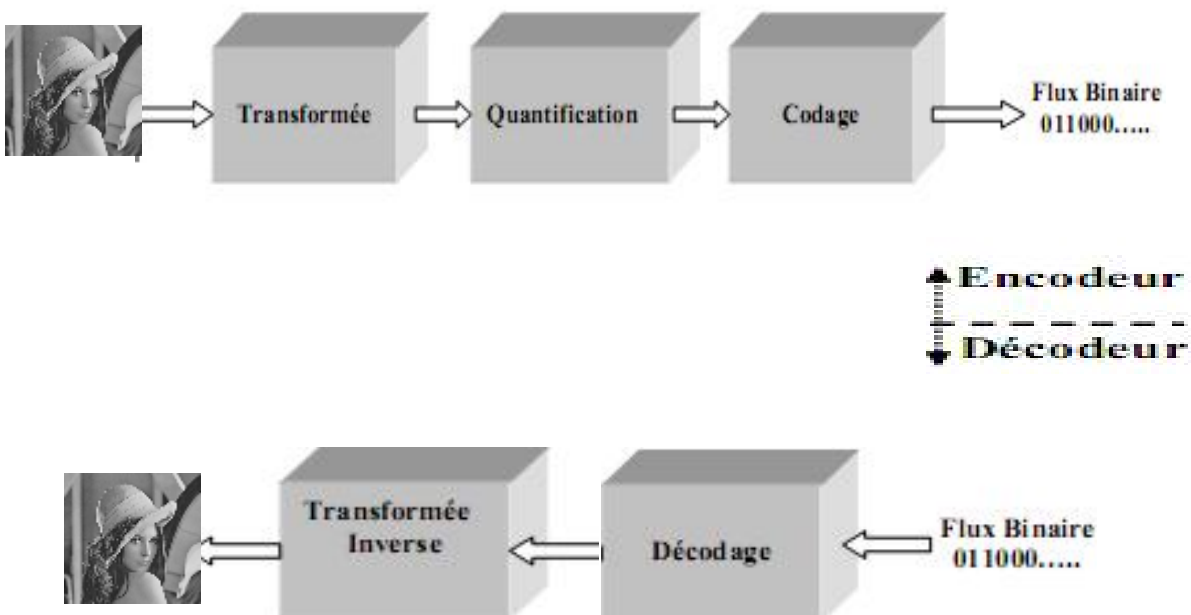 Transformée
Quantification
Codage
Flux Binaire
011000.....
Encodeur
Décodeur
Transformée
Inverse
Décodage
Flux Binaire
011000.....